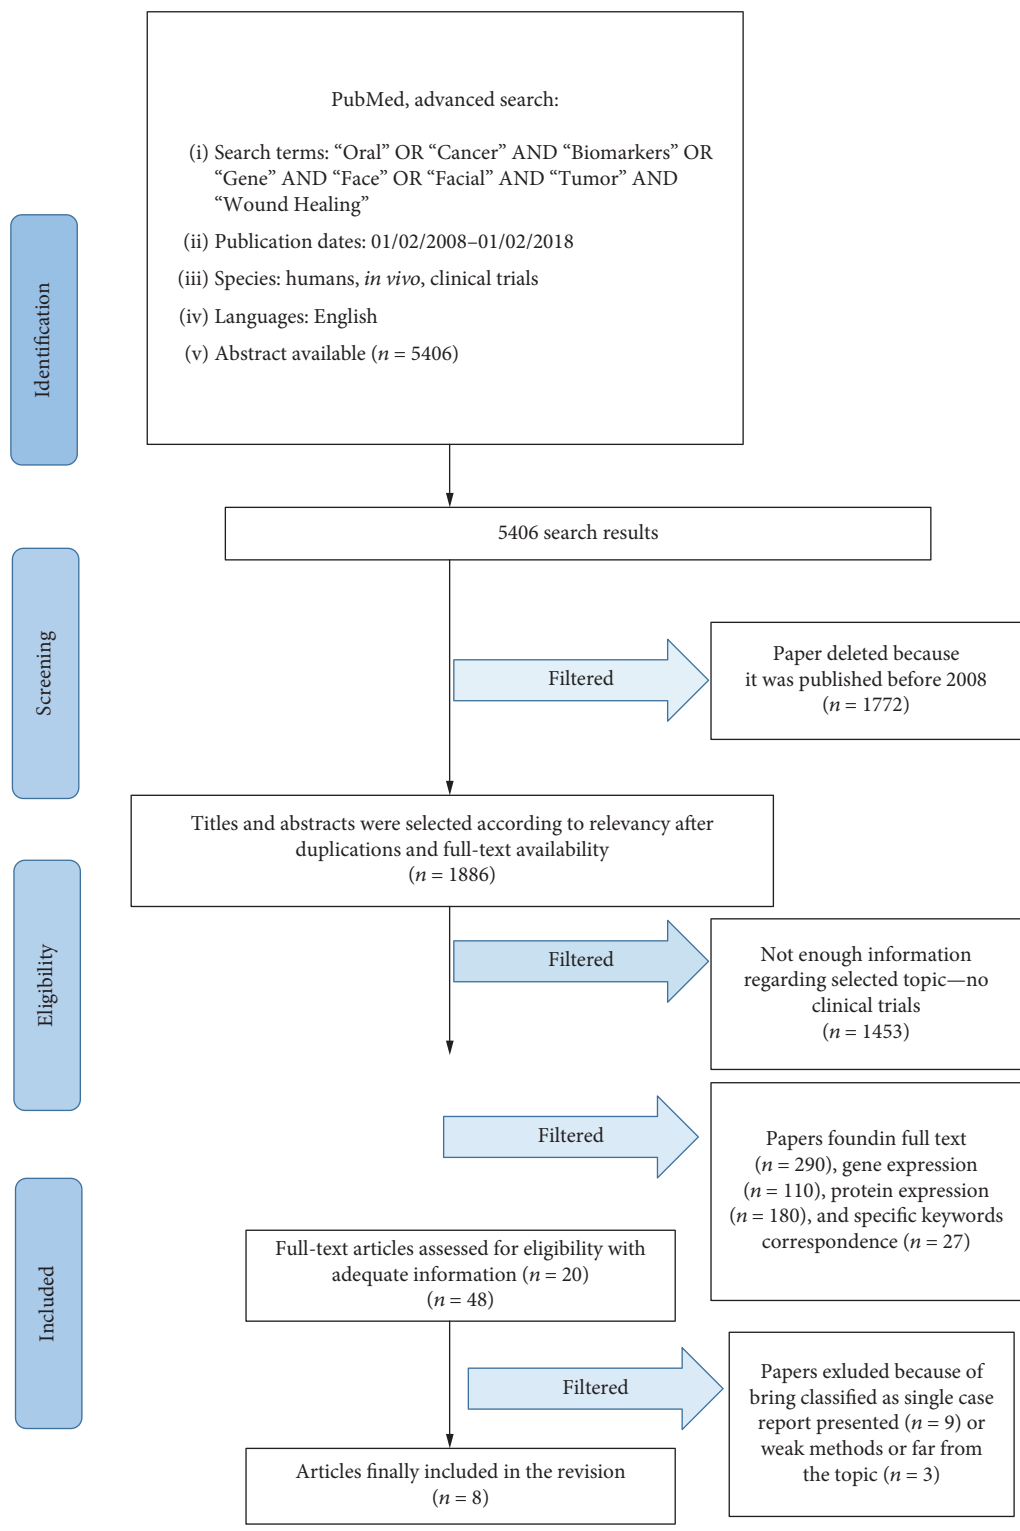 PubMed, advanced search:
(i) Search terms: “Oral” OR “Cancer” AND “Biomarkers” OR
“Gene” AND “Face” OR “Facial” AND “Tumor” AND
“Wound Healing”
(ii) Publication dates: 01/02/2008–01/02/2018
(iii) Species: humans, in vivo, clinical trials
(iv) Languages: English
(v) Abstract available (n = 5406)
Identification
5406 search results
Screening
Filtered
Paper deleted because
it was published before 2008
(n = 1772)
Titles and abstracts were selected according to relevancy after
duplications and full-text availability
(n = 1886)
Eligibility
Filtered
Not enough information
regarding selected topic—no
clinical trials
(n = 1453)
Filtered
Papers foundin full text
(n = 290), gene expression
(n = 110), protein expression
(n = 180), and specific keywords
correspondence (n = 27)
Included
Full-text articles assessed for eligibility with
adequate information (n = 20)
(n = 48)
Filtered
Papers exluded because of
bring classified as single case
report presented (n = 9) or
weak methods or far from
the topic (n = 3)
Articles finally included in the revision
(n = 8)